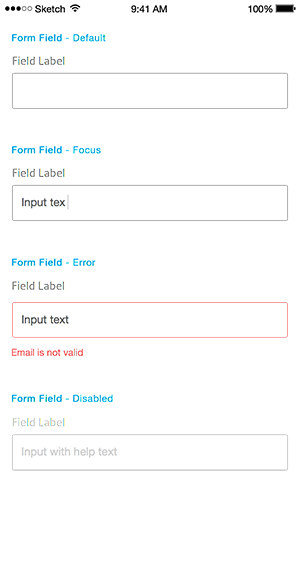 Sketch 9:41 AM 100%
Form Field - Default
Field Label
Form Field - Focus
Field Label
Input tex
Form Field - Error
Field Label
Input text
Email is not valid
Form Field - Disabled
Field Label
Input with help text